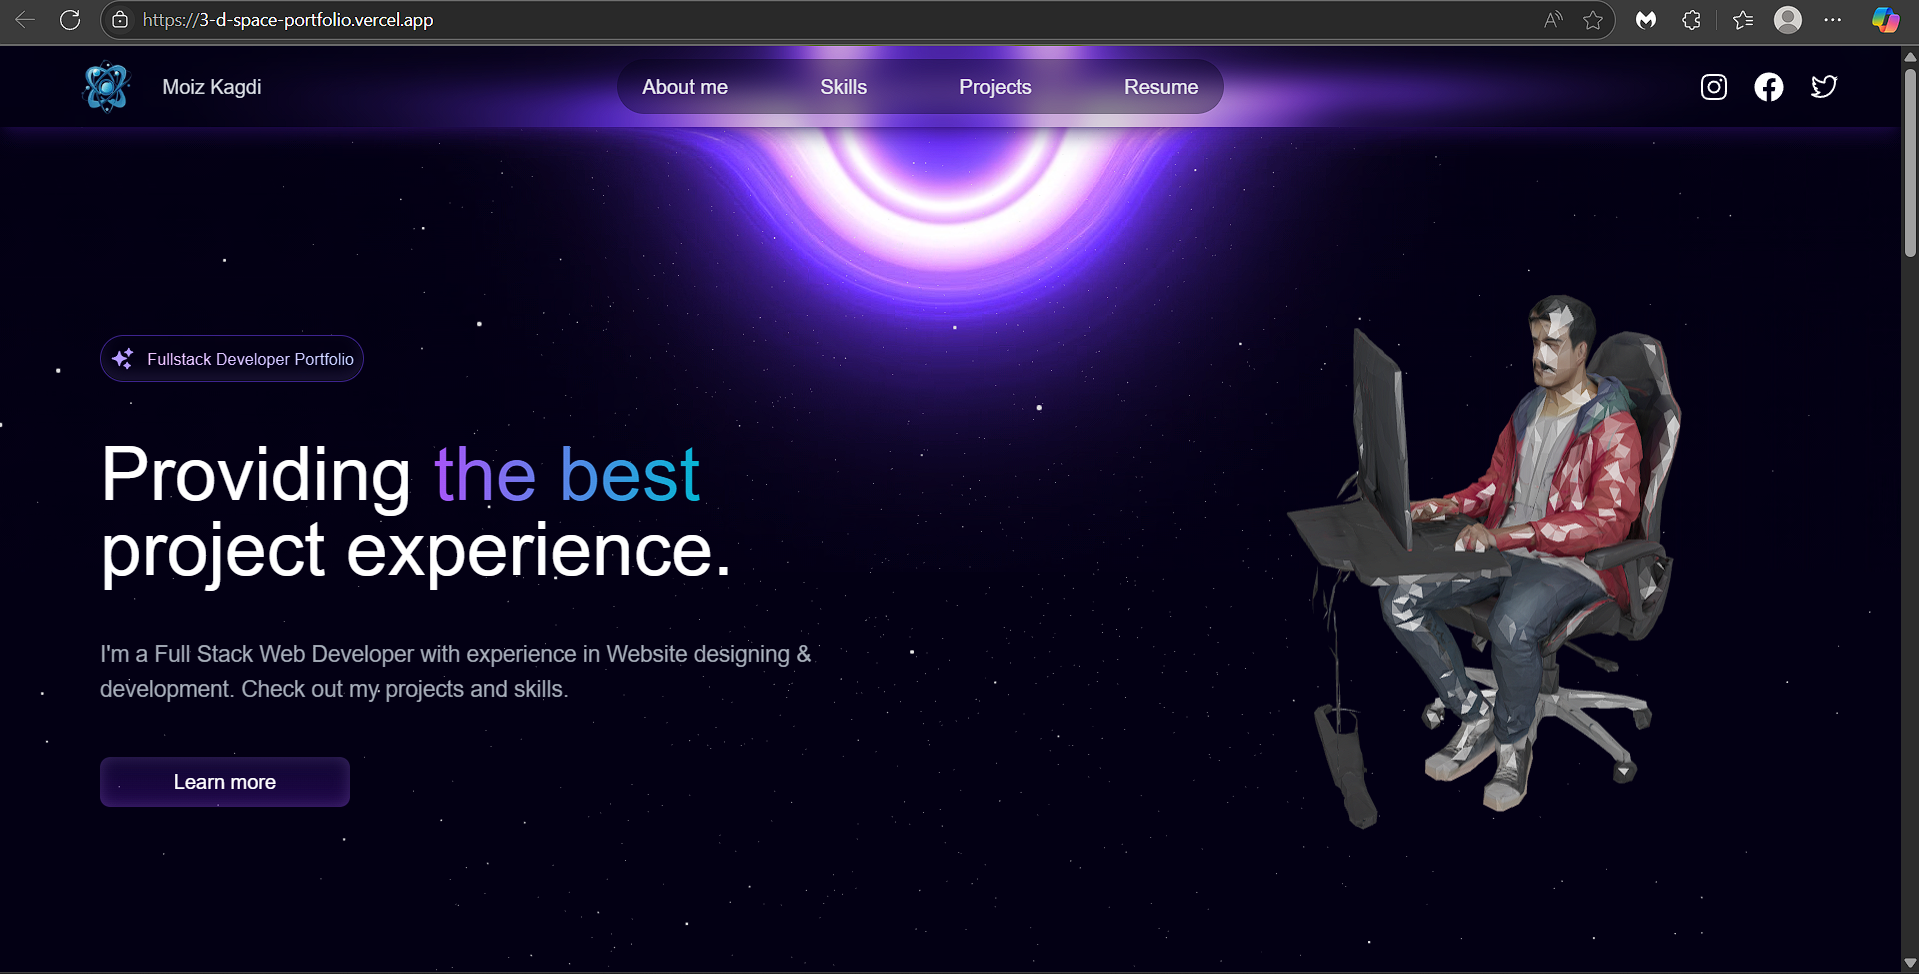 https://3-d-space-portfolio.vercel.app
Moiz Kagdi
About me
Skills
Projects
Resume
Fullstack Developer Portfolio
Providing the best
project experience.
I'm a Full Stack Web Developer with experience in Website designing &
development. Check out my projects and skills.
Learn more